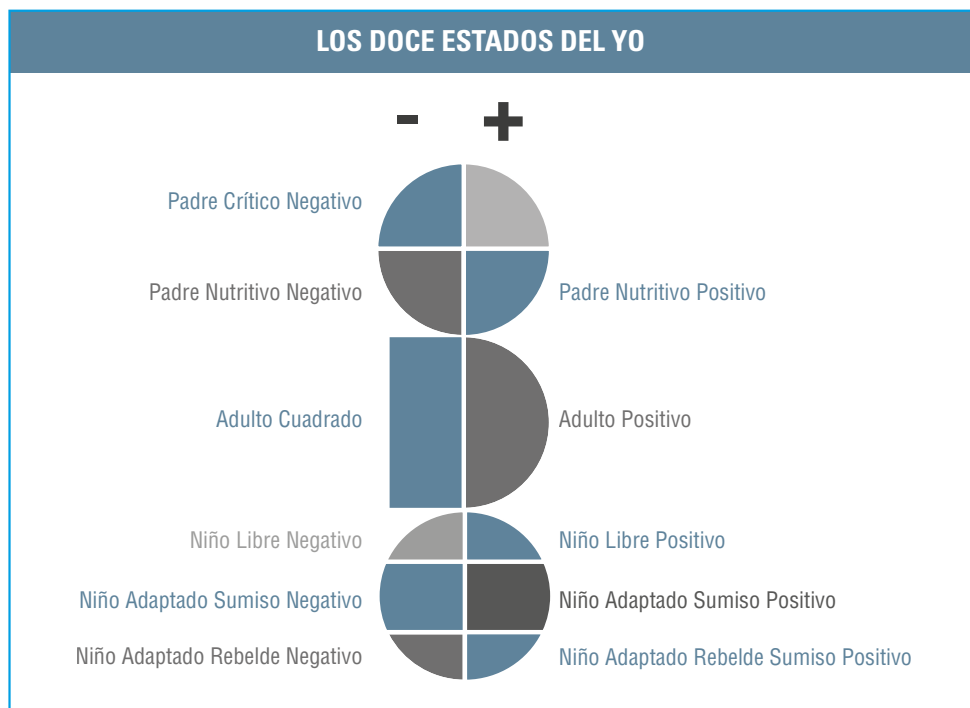 LOS DOCE ESTADOS DEL YO
- +
Padre Crítico Negativo
Padre Nutritivo Negativo
Padre Nutritivo Positivo
Adulto Cuadrado
Adulto Positivo
Niño Libre Negativo
Niño Libre Positivo
Niño Adaptado Sumiso Negativo
Niño Adaptado Sumiso Positivo
Niño Adaptado Rebelde Negativo
Niño Adaptado Rebelde Sumiso Positivo